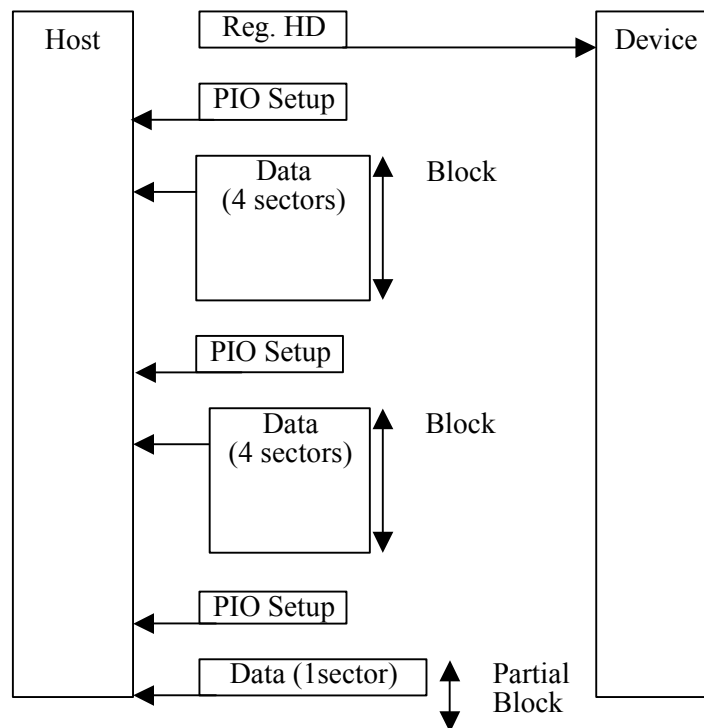 Host
Reg. HD
Device
PIO Setup
Data
(4 sectors)
Block
PIO Setup
Data
(4 sectors)
Block
PIO Setup
Data (1sector)
Partial
Block